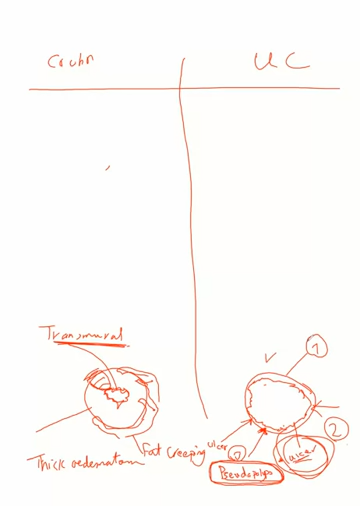 Crohn
UC
Transmural
1
2
Thick oedematous
Fat creeping
ulcer
ulcer
Pseudopolyps